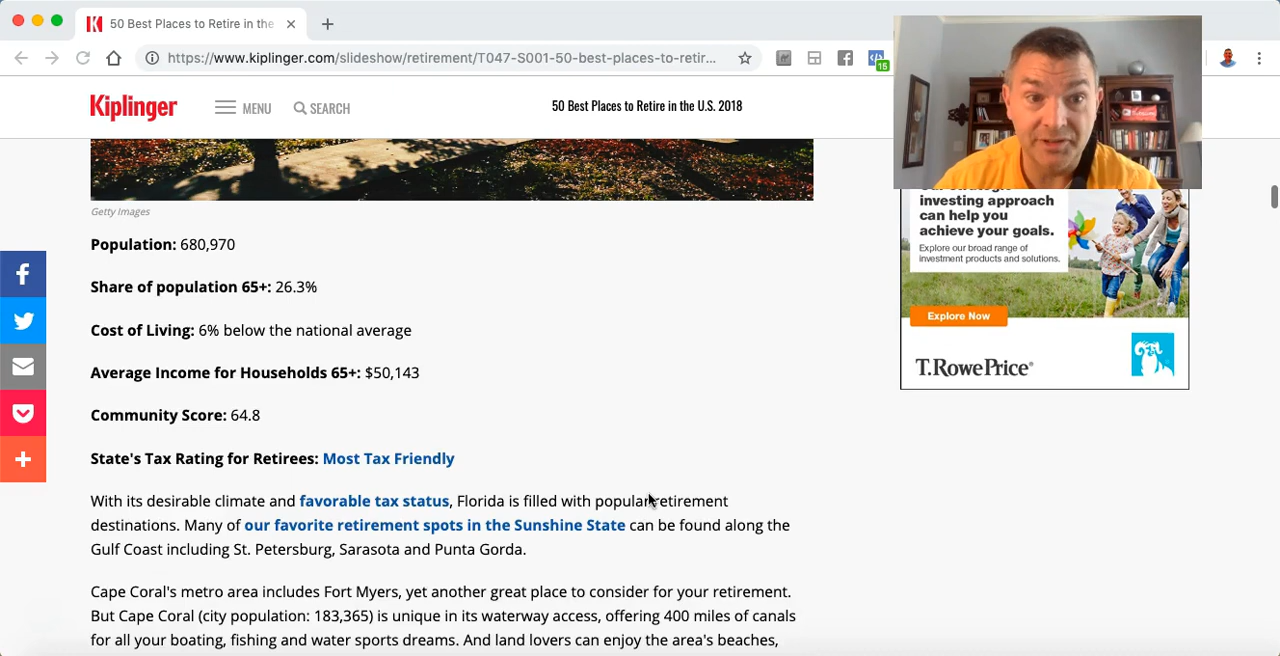 50 Best Places to Retire in the
https://www.kiplinger.com/slideshow/retirement/T047-S001-50-best-places-to-retir...
15
Kiplinger
MENU
SEARCH
50 Best Places to Retire in the U.S. 2018
Getty Images
Population: 680,970
Share of population 65+: 26.3%
Cost of Living: 6% below the national average
Average Income for Households 65+: $50,143
Community Score: 64.8
State's Tax Rating for Retirees: Most Tax Friendly
With its desirable climate and favorable tax status, Florida is filled with popular retirement
destinations. Many of our favorite retirement spots in the Sunshine State can be found along the
Gulf Coast including St. Petersburg, Sarasota and Punta Gorda.
Cape Coral's metro area includes Fort Myers, yet another great place to consider for your retirement.
But Cape Coral (city population: 183,365) is unique in its waterway access, offering 400 miles of canals
for all your boating, fishing and water sports dreams. And land lovers can enjoy the area's beaches,
investing approach
can help you
achieve your goals.
Explore our broad range of
investment products and solutions.
Explore Now
T.RowePrice®